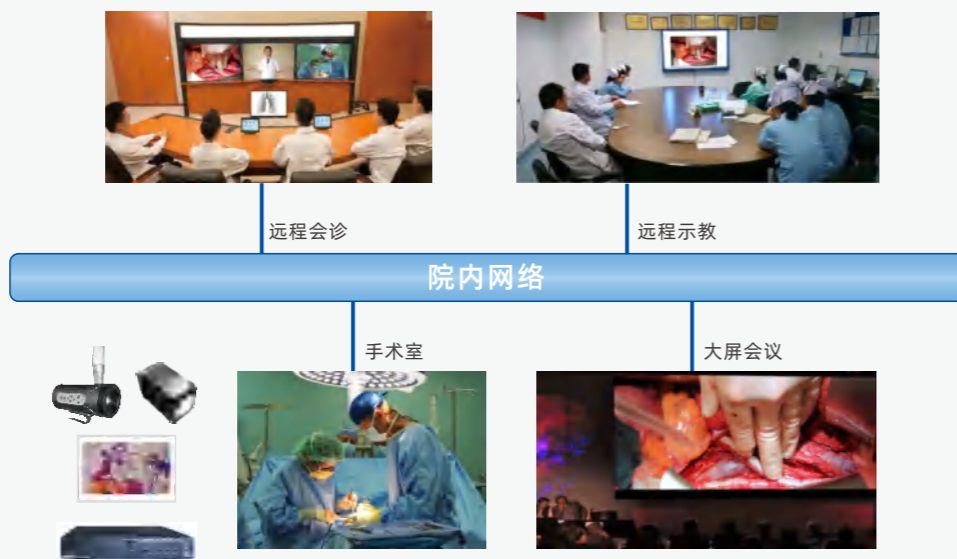 远程会诊
远程示教
院内网络
手术室
大屏会议